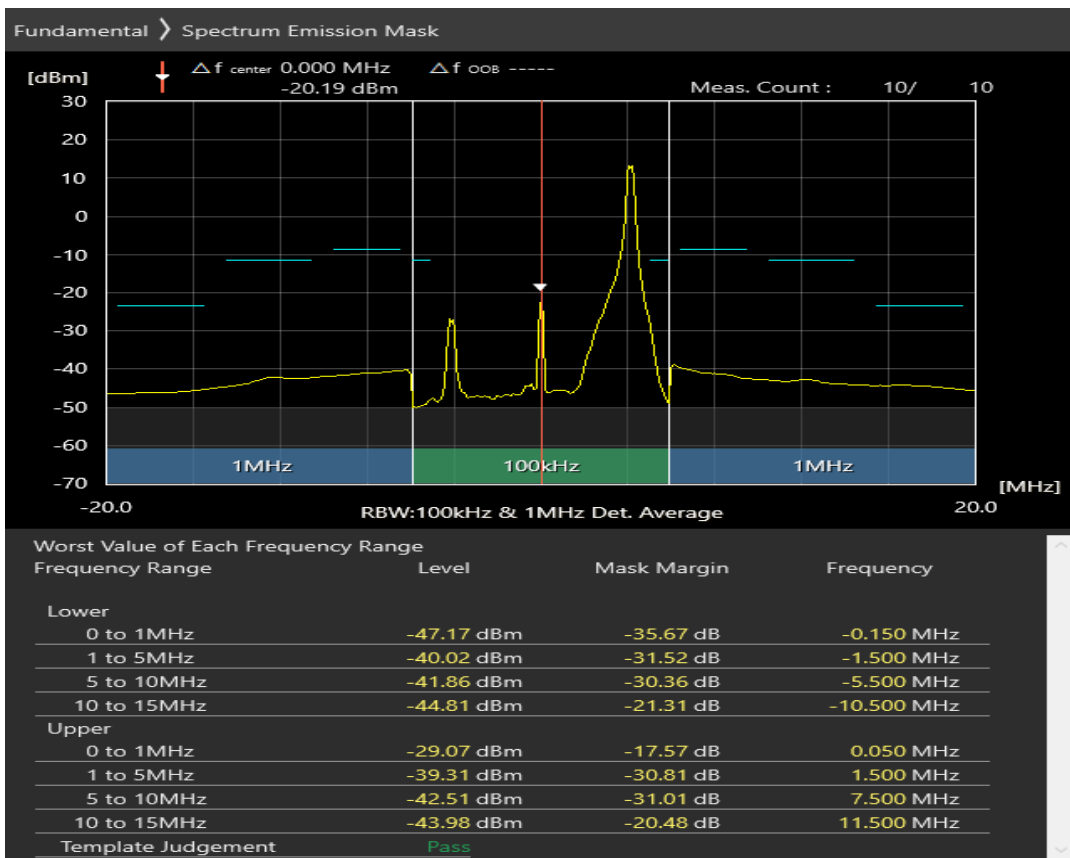 Fundamental ❯ Spectrum Emission Mask
[dBm] △f center 0.000 MHz △f OOB -----
-20.19 dBm Meas. Count : 10/ 10
30
20
10
0
-10
-20
-30
-40
-50
-60
-70
1MHz 100kHz 1MHz
[MHz]
-20.0 RBW:100kHz & 1MHz Det. Average 20.0
Worst Value of Each Frequency Range
Frequency Range Level Mask Margin Frequency
Lower
0 to 1MHz -47.17 dBm -35.67 dB -0.150 MHz
1 to 5MHz -40.02 dBm -31.52 dB -1.500 MHz
5 to 10MHz -41.86 dBm -30.36 dB -5.500 MHz
10 to 15MHz -44.81 dBm -21.31 dB -10.500 MHz
Upper
0 to 1MHz -29.07 dBm -17.57 dB 0.050 MHz
1 to 5MHz -39.31 dBm -30.81 dB 1.500 MHz
5 to 10MHz -42.51 dBm -31.01 dB 7.500 MHz
10 to 15MHz -43.98 dBm -20.48 dB 11.500 MHz
Template Judgement Pass